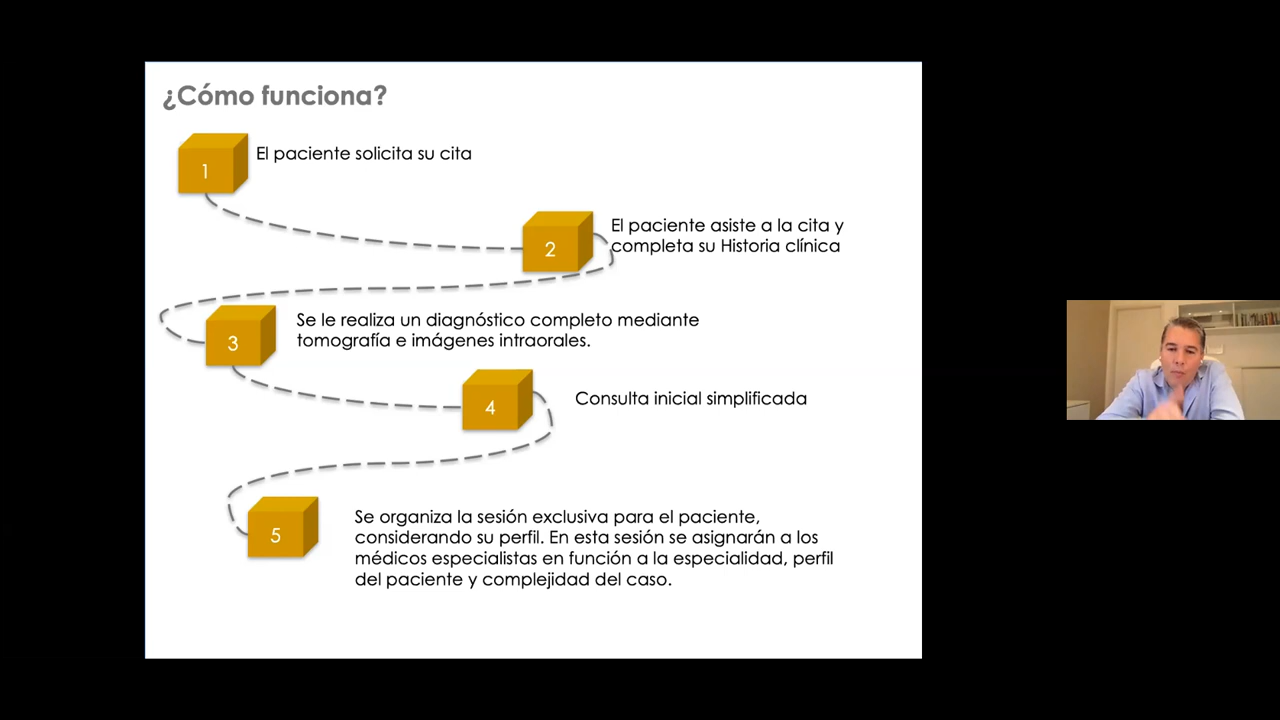 ¿Cómo funciona?
1
El paciente solicita su cita
2
El paciente asiste a la cita y
completa su Historia clínica
3
Se le realiza un diagnóstico completo mediante
tomografía e imágenes intraorales.
4
Consulta inicial simplificada
5
Se organiza la sesión exclusiva para el paciente,
considerando su perfil. En esta sesión se asignarán a los
médicos especialistas en función a la especialidad, perfil
del paciente y complejidad del caso.